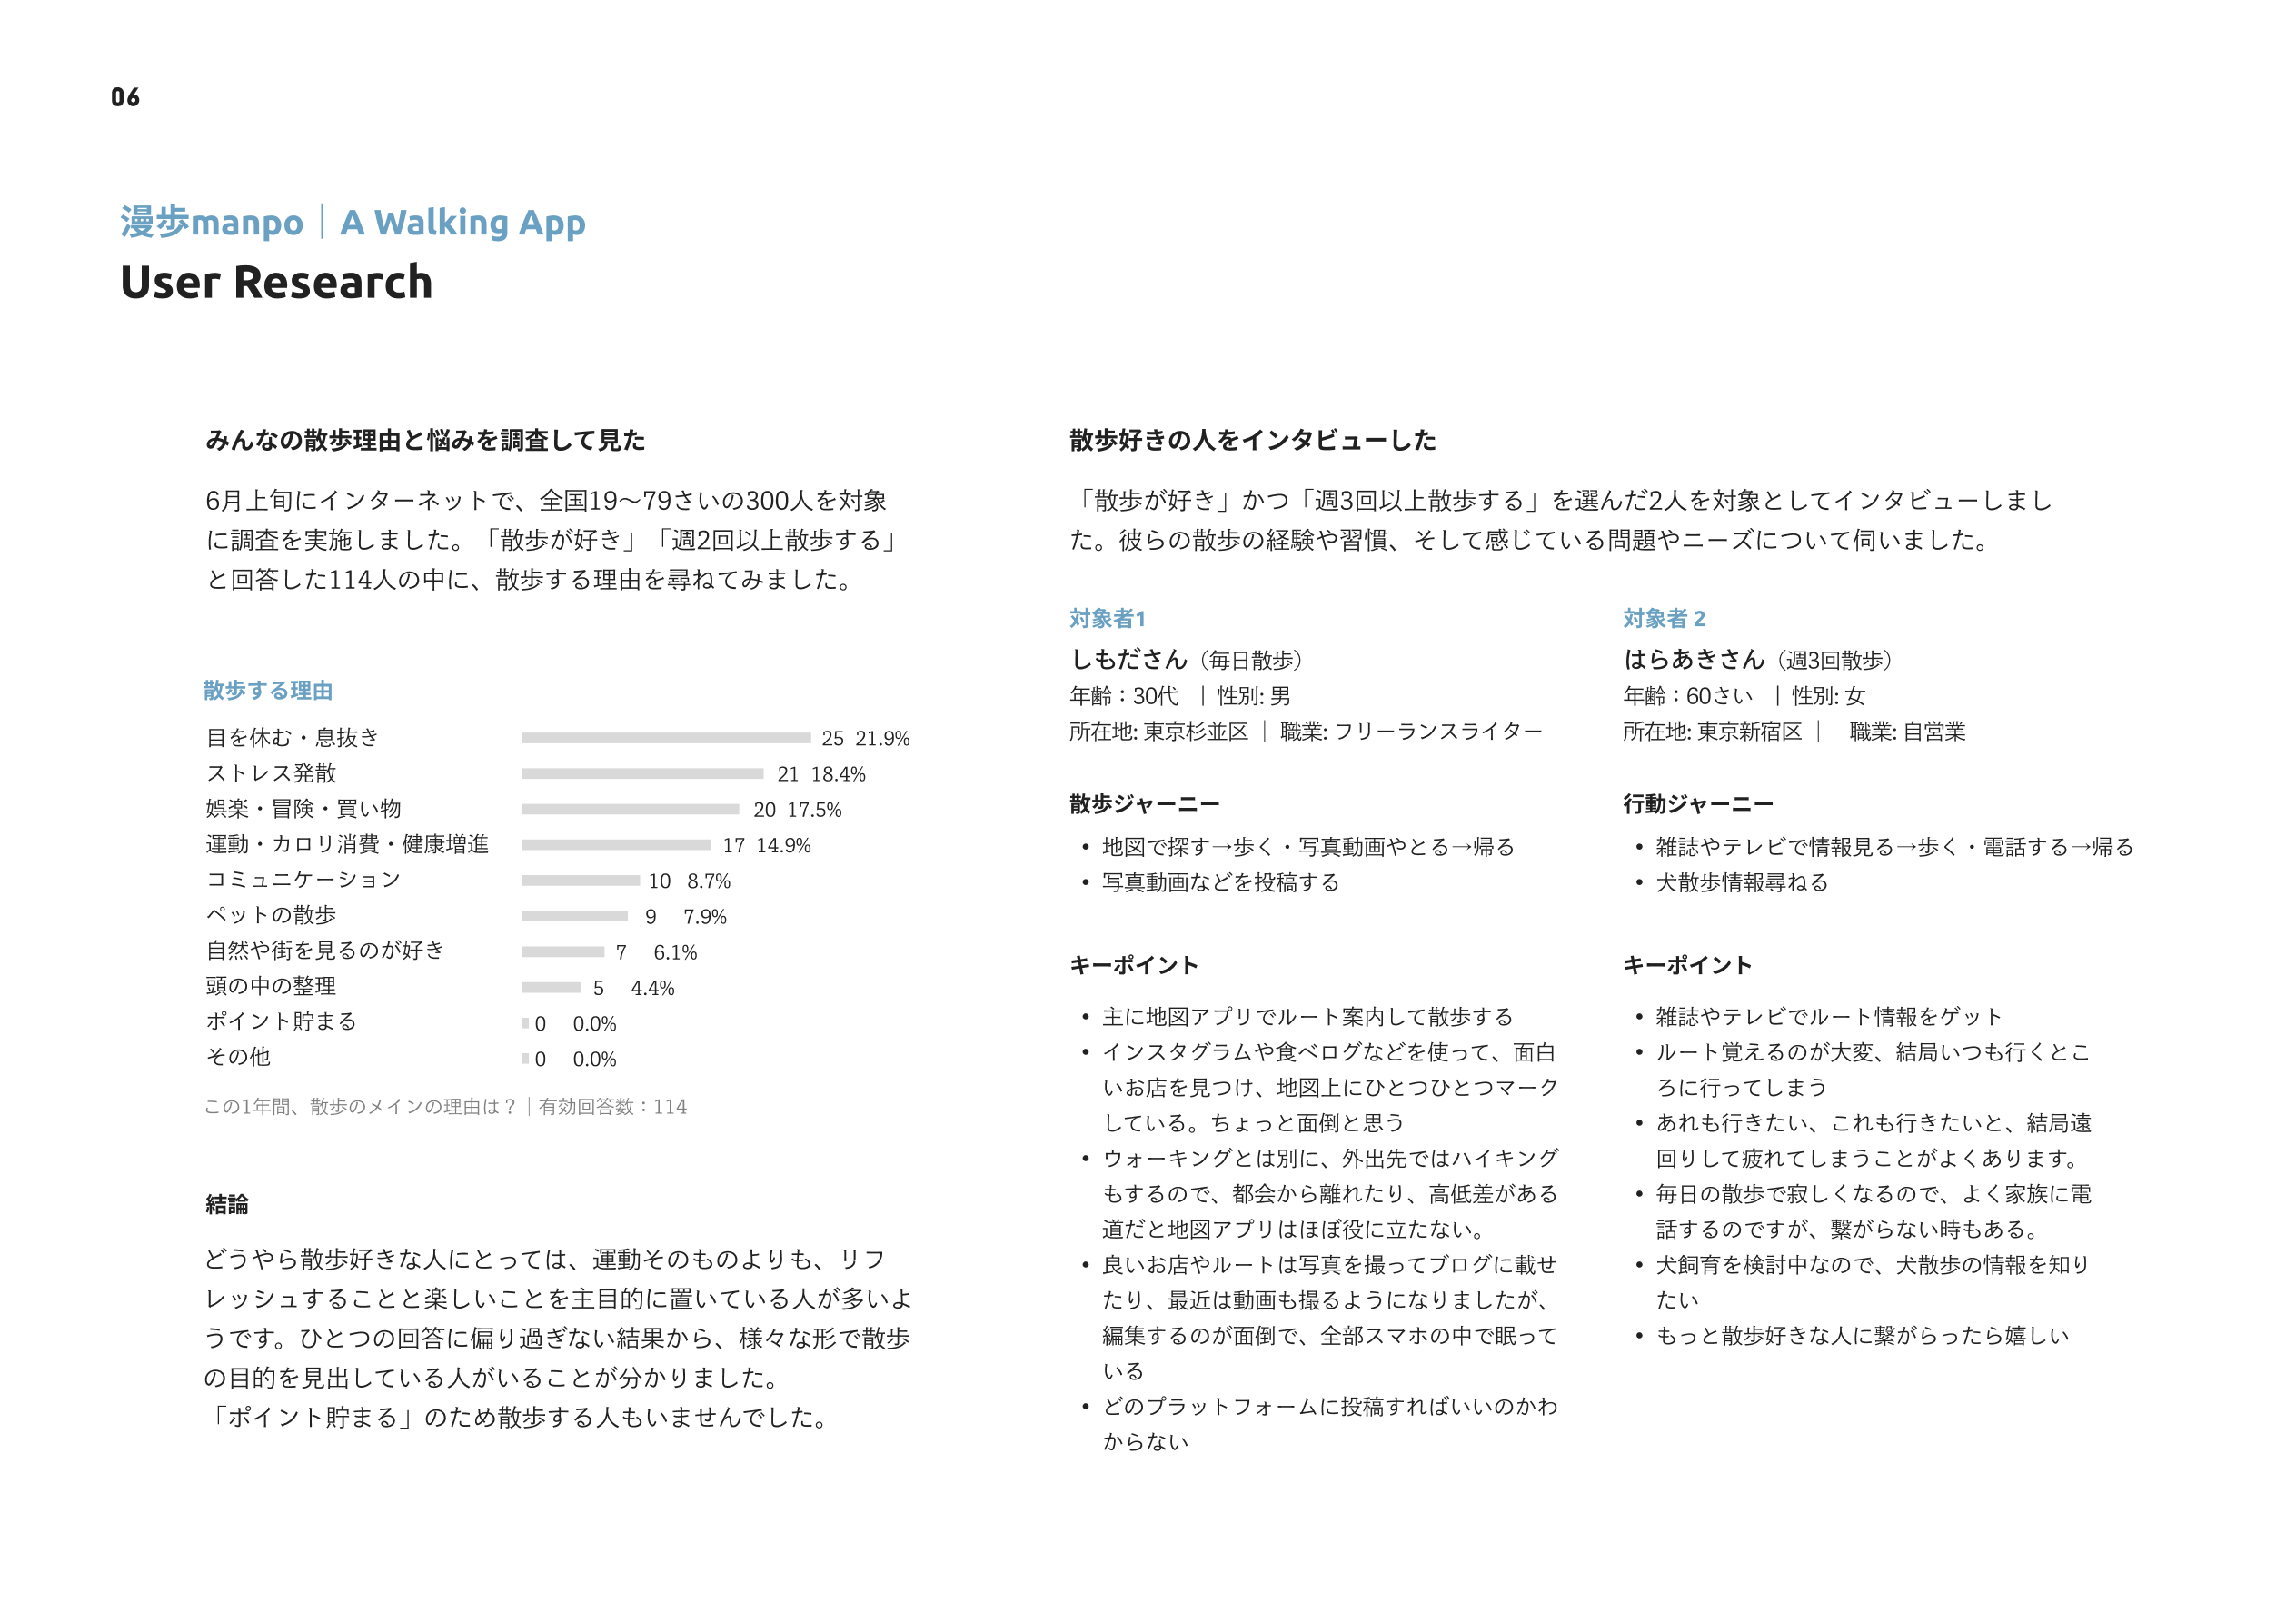 06
漫歩manpo｜A Walking App
User Research
みんなの散歩理由と悩みを調査して見た
6月上旬にインターネットで、全国19〜79さいの300人を対象
に調査を実施しました。「散歩が好き」「週2回以上散歩する」
と回答した114人の中に、散歩する理由を尋ねてみました。
散歩する理由
目を休む・息抜き 25 21.9%
ストレス発散 21 18.4%
娯楽・冒険・買い物 20 17.5%
運動・カロリ消費・健康増進 17 14.9%
コミュニケーション 10 8.7%
ペットの散歩 9 7.9%
自然や街を見るのが好き 7 6.1%
頭の中の整理 5 4.4%
ポイント貯まる 0 0.0%
その他 0 0.0%
この1年間、散歩のメインの理由は？｜有効回答数：114
結論
どうやら散歩好きな人にとっては、運動そのものよりも、リフ
レッシュすることと楽しいことを主目的に置いている人が多いよ
うです。ひとつの回答に偏り過ぎない結果から、様々な形で散歩
の目的を見出している人がいることが分かりました。
「ポイント貯まる」のため散歩する人もいませんでした。
散歩好きの人をインタビューした
「散歩が好き」かつ「週3回以上散歩する」を選んだ2人を対象としてインタビューしまし
た。彼らの散歩の経験や習慣、そして感じている問題やニーズについて伺いました。
対象者1
しもださん（毎日散歩）
年齢：30代 ｜性別: 男
所在地: 東京杉並区 ｜ 職業: フリーランスライター
散歩ジャーニー
• 地図で探す→歩く・写真動画やとる→帰る
• 写真動画などを投稿する
キーポイント
• 主に地図アプリでルート案内して散歩する
• インスタグラムや食べログなどを使って、面白
いお店を見つけ、地図上にひとつひとつマーク
している。ちょっと面倒と思う
• ウォーキングとは別に、外出先ではハイキング
もするので、都会から離れたり、高低差がある
道だと地図アプリはほぼ役に立たない。
• 良いお店やルートは写真を撮ってブログに載せ
たり、最近は動画も撮るようになりましたが、
編集するのが面倒で、全部スマホの中で眠って
いる
• どのプラットフォームに投稿すればいいのかわ
からない
対象者 2
はらあきさん（週3回散歩）
年齢：60さい ｜性別: 女
所在地: 東京新宿区 ｜ 職業: 自営業
行動ジャーニー
• 雑誌やテレビで情報見る→歩く・電話する→帰る
• 犬散歩情報尋ねる
キーポイント
• 雑誌やテレビでルート情報をゲット
• ルート覚えるのが大変、結局いつも行くとこ
ろに行ってしまう
• あれも行きたい、これも行きたいと、結局遠
回りして疲れてしまうことがよくあります。
• 毎日の散歩で寂しくなるので、よく家族に電
話するのですが、繋がらない時もある。
• 犬飼育を検討中なので、犬散歩の情報を知り
たい
• もっと散歩好きな人に繋がらったら嬉しい